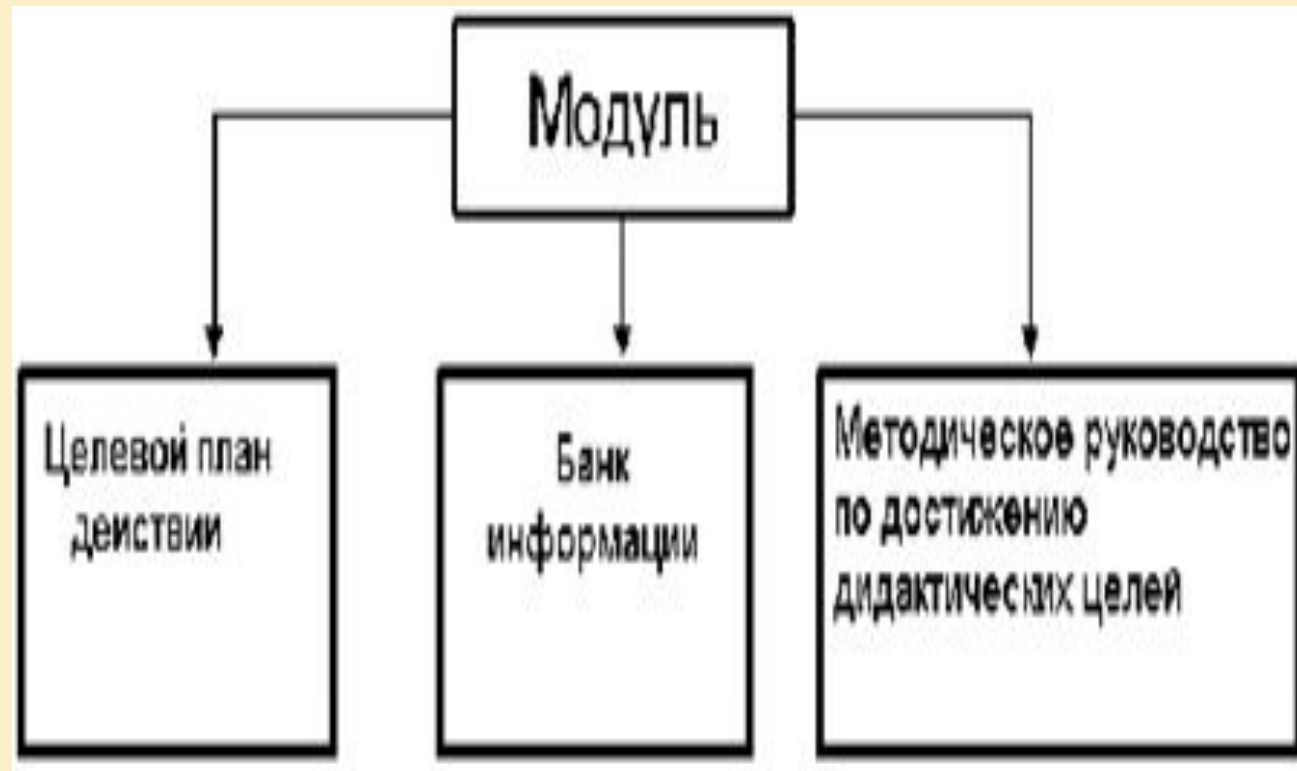 Модуль
Целевой план
действии
Банк
информации
Методическое руководство
по достижению
дидактических целей